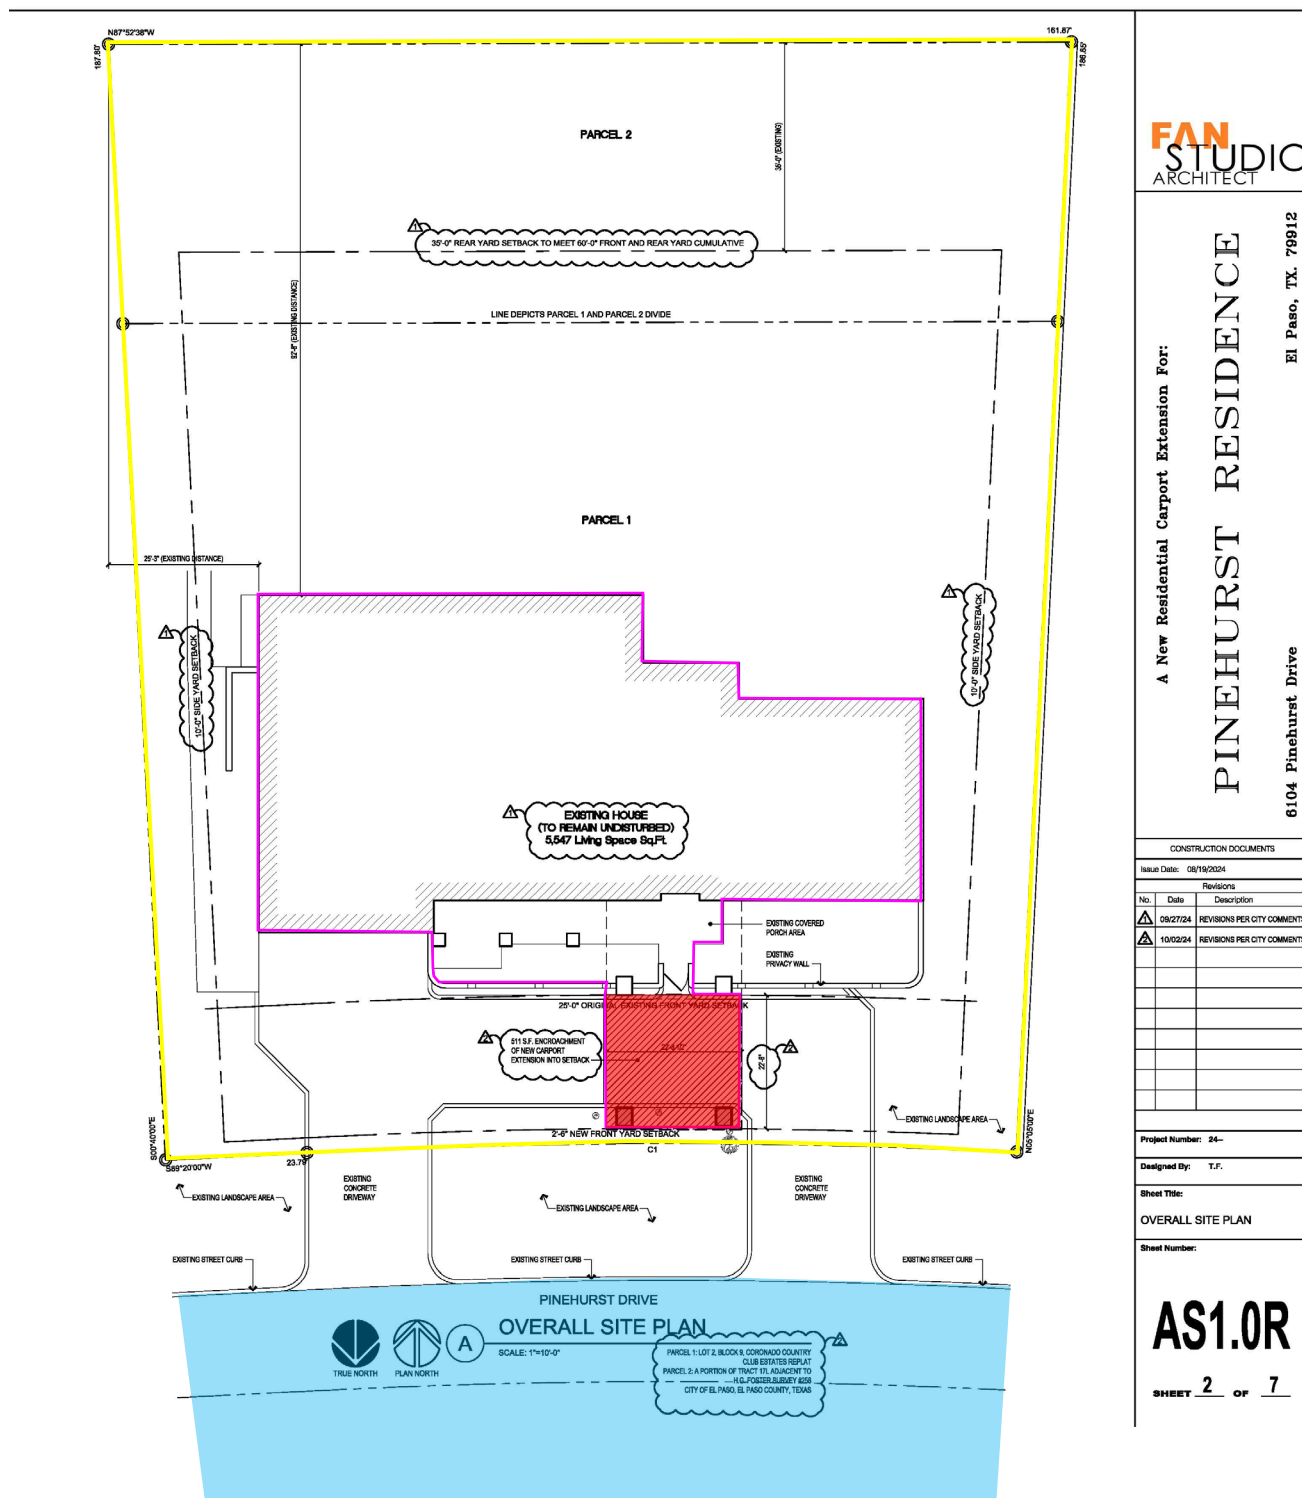 N87°52'38"W
161.87'
187.80'
186.85'
PARCEL 2
35'-0" (EXISTING)
1
35'-0" REAR YARD SETBACK TO MEET 60'-0" FRONT AND REAR YARD CUMULATIVE
92'-8" (EXISTING DISTANCE)
LINE DEPICTS PARCEL 1 AND PARCEL 2 DIVIDE
PARCEL 1
25'-3" (EXISTING DISTANCE)
1
10'-0" SIDE YARD SETBACK
1
10'-0" SIDE YARD SETBACK
1
EXISTING HOUSE
(TO REMAIN UNDISTURBED)
5,547 Living Space Sq.Ft.
EXISTING COVERED
PORCH AREA
EXISTING
PRIVACY WALL
25'-0" ORIGINAL EXISTING FRONT YARD SETBACK
2
511 S.F. ENCROACHMENT
OF NEW CARPORT
EXTENSION INTO SETBACK
22'-8"
2
EXISTING LANDSCAPE AREA
2'-6" NEW FRONT YARD SETBACK
C1
S00°40'00"E
S89°20'00"W
23.79'
N05°05'00"E
EXISTING
CONCRETE
DRIVEWAY
EXISTING
CONCRETE
DRIVEWAY
EXISTING LANDSCAPE AREA
EXISTING LANDSCAPE AREA
EXISTING STREET CURB
EXISTING STREET CURB
EXISTING STREET CURB
PINEHURST DRIVE
TRUE NORTH
PLAN NORTH
A
OVERALL SITE PLAN
SCALE: 1"=10'-0"
2
PARCEL 1: LOT 2, BLOCK 9, CORONADO COUNTRY
CLUB ESTATES REPLAT
PARCEL 2: A PORTION OF TRACT 17L ADJACENT TO
H.G. FOSTER SURVEY #258
CITY OF EL PASO, EL PASO COUNTY, TEXAS
FAN
STUDIO
ARCHITECT
A New Residential Carport Extension For:
PINEHURST RESIDENCE
6104 Pinehurst Drive El Paso, TX. 79912
CONSTRUCTION DOCUMENTS
Issue Date: 08/19/2024
Revisions
No. Date Description
1 09/27/24 REVISIONS PER CITY COMMENTS
2 10/02/24 REVISIONS PER CITY COMMENTS
Project Number: 24--
Designed By: T.F.
Sheet Title:
OVERALL SITE PLAN
Sheet Number:
AS1.0R
SHEET 2 OF 7